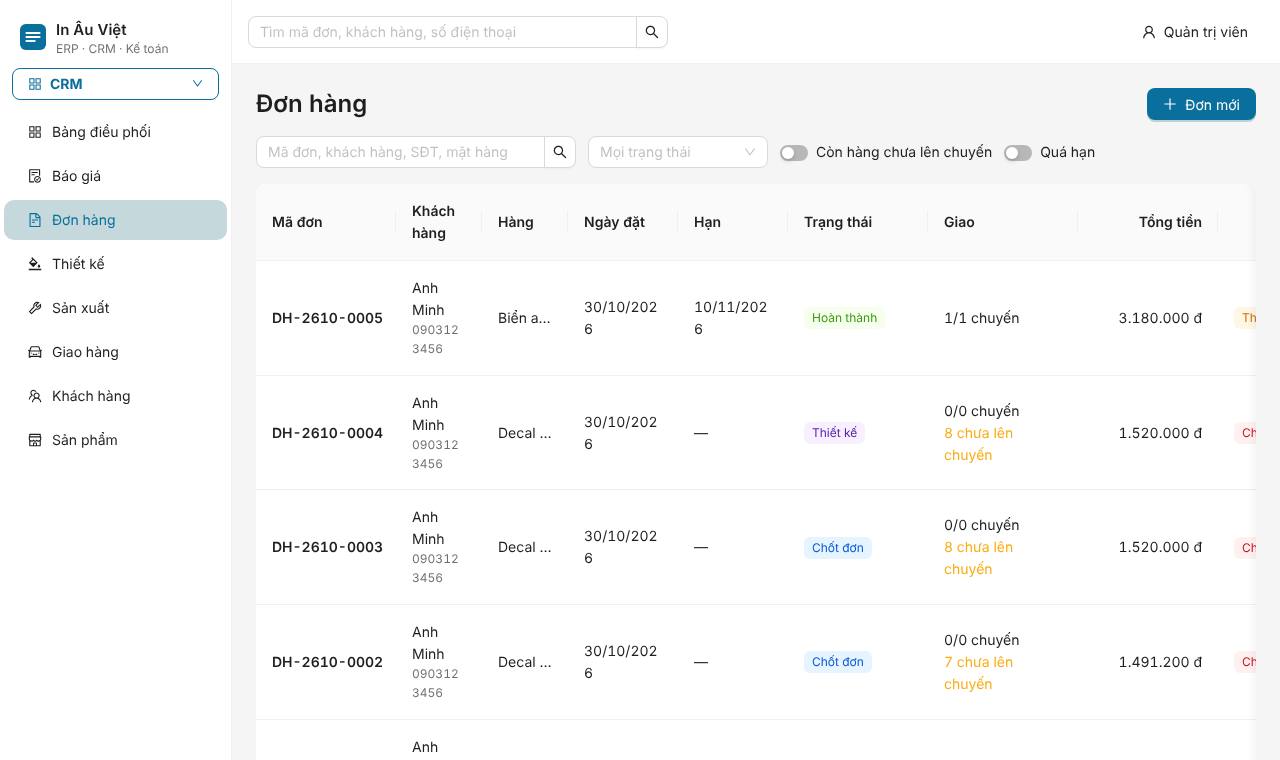 In Âu Việt
ERP · CRM · Kế toán
Tìm mã đơn, khách hàng, số điện thoại
Quản trị viên
CRM
Bảng điều phối
Báo giá
Đơn hàng
Thiết kế
Sản xuất
Giao hàng
Khách hàng
Sản phẩm
Đơn hàng
Đơn mới
Mã đơn, khách hàng, SĐT, mặt hàng
Mọi trạng thái
Còn hàng chưa lên chuyến
Quá hạn
Mã đơn
Khách
hàng
Hàng
Ngày đặt
Hạn
Trạng thái
Giao
Tổng tiền
DH-2610-0005
Anh
Minh
090312
3456
Biển a...
30/10/202
6
10/11/202
6
Hoàn thành
1/1 chuyến
3.180.000 đ
Th
DH-2610-0004
Anh
Minh
090312
3456
Decal ...
30/10/202
6
—
Thiết kế
0/0 chuyến
8 chưa lên
chuyến
1.520.000 đ
Ch
DH-2610-0003
Anh
Minh
090312
3456
Decal ...
30/10/202
6
—
Chốt đơn
0/0 chuyến
8 chưa lên
chuyến
1.520.000 đ
Ch
DH-2610-0002
Anh
Minh
090312
3456
Decal ...
30/10/202
6
—
Chốt đơn
0/0 chuyến
7 chưa lên
chuyến
1.491.200 đ
Ch
Anh